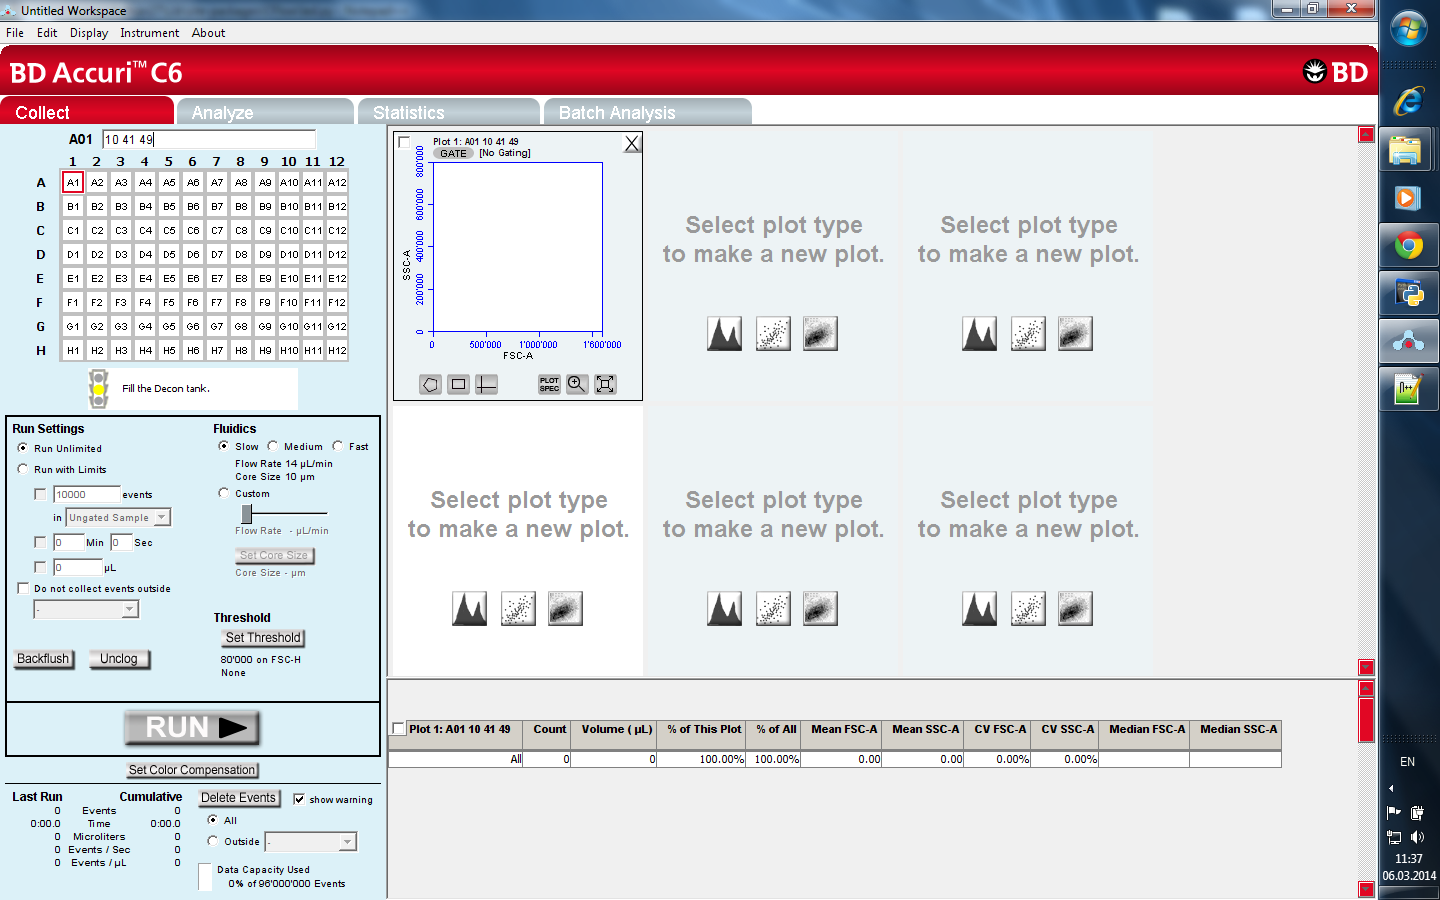 Untitled Workspace
File Edit Display Instrument About
BD Accuri™ C6
BD
Collect Analyze Statistics Batch Analysis
A01 10 41 49
1 2 3 4 5 6 7 8 9 10 11 12
A A1 A2 A3 A4 A5 A6 A7 A8 A9 A10 A11 A12
B B1 B2 B3 B4 B5 B6 B7 B8 B9 B10 B11 B12
C C1 C2 C3 C4 C5 C6 C7 C8 C9 C10 C11 C12
D D1 D2 D3 D4 D5 D6 D7 D8 D9 D10 D11 D12
E E1 E2 E3 E4 E5 E6 E7 E8 E9 E10 E11 E12
F F1 F2 F3 F4 F5 F6 F7 F8 F9 F10 F11 F12
G G1 G2 G3 G4 G5 G6 G7 G8 G9 G10 G11 G12
H H1 H2 H3 H4 H5 H6 H7 H8 H9 H10 H11 H12
Fill the Decon tank.
Run Settings
Run Unlimited
Run with Limits
10000 events
in Ungated Sample
0 Min 0 Sec
0 µL
Do not collect events outside
-
Backflush Unclog
Fluidics
Slow Medium Fast
Flow Rate 14 µL/min
Core Size 10 µm
Custom
Flow Rate - µL/min
Set Core Size
Core Size - µm
Threshold
Set Threshold
80'000 on FSC-H
None
RUN
Set Color Compensation
Last Run Cumulative
0 Events 0
0:00.0 Time 0:00.0
0 Microliters 0
0 Events / Sec 0
0 Events / µL 0
Delete Events show warning
All
Outside -
Data Capacity Used
0% of 96'000'000 Events
Plot 1: A01 10 41 49
GATE [No Gating]
800'000
600'000
400'000
200'000
0
SSC-A
0 500'000 1'000'000 1'600'000
FSC-A
PLOT
SPEC
Select plot type
to make a new plot.
Select plot type
to make a new plot.
Select plot type
to make a new plot.
Select plot type
to make a new plot.
Select plot type
to make a new plot.
Plot 1: A01 10 41 49 Count Volume ( µL) % of This Plot % of All Mean FSC-A Mean SSC-A CV FSC-A CV SSC-A Median FSC-A Median SSC-A
All 0 0 100.00% 100.00% 0.00 0.00 0.00% 0.00%
EN
11:37
06.03.2014